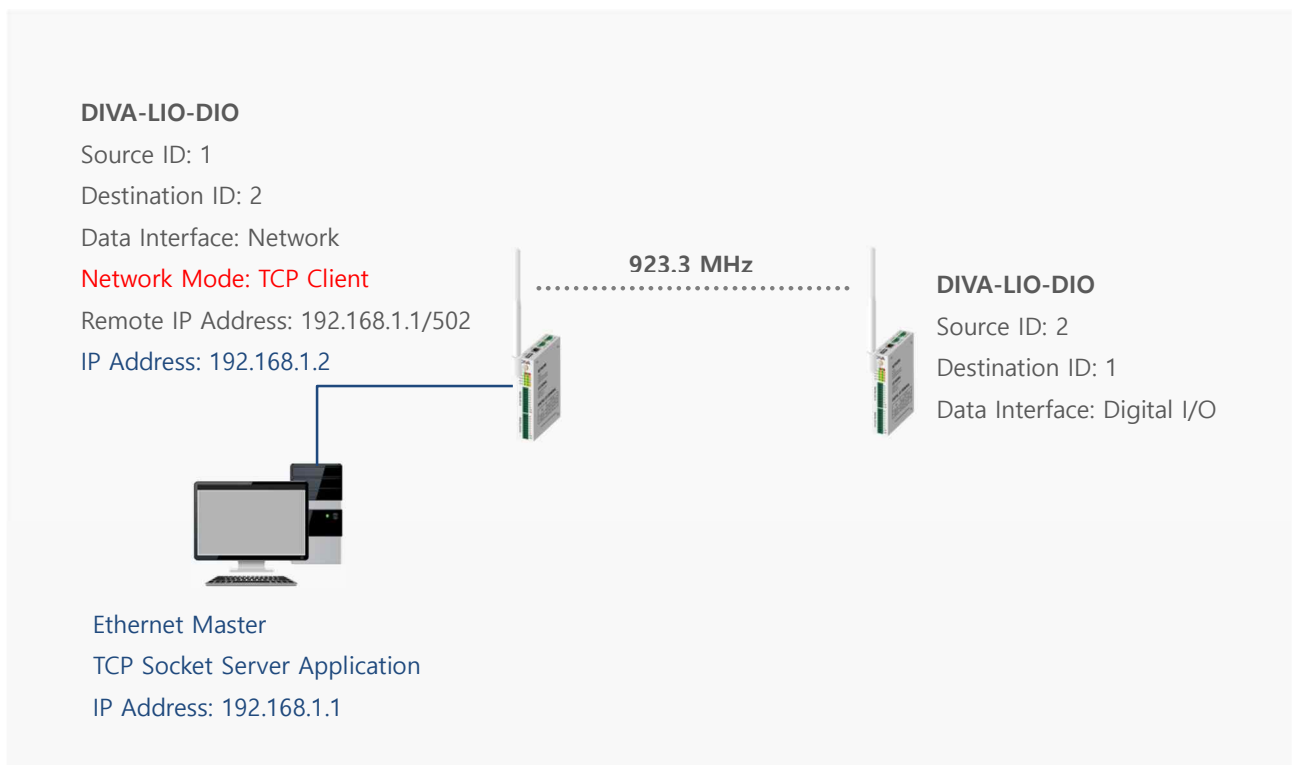 DIVA-LIO-DIO
Source ID: 1
Destination ID: 2
Data Interface: Network
Network Mode: TCP Client
Remote IP Address: 192.168.1.1/502
IP Address: 192.168.1.2
923.3 MHz
DIVA-LIO-DIO
Source ID: 2
Destination ID: 1
Data Interface: Digital I/O
Ethernet Master
TCP Socket Server Application
IP Address: 192.168.1.1